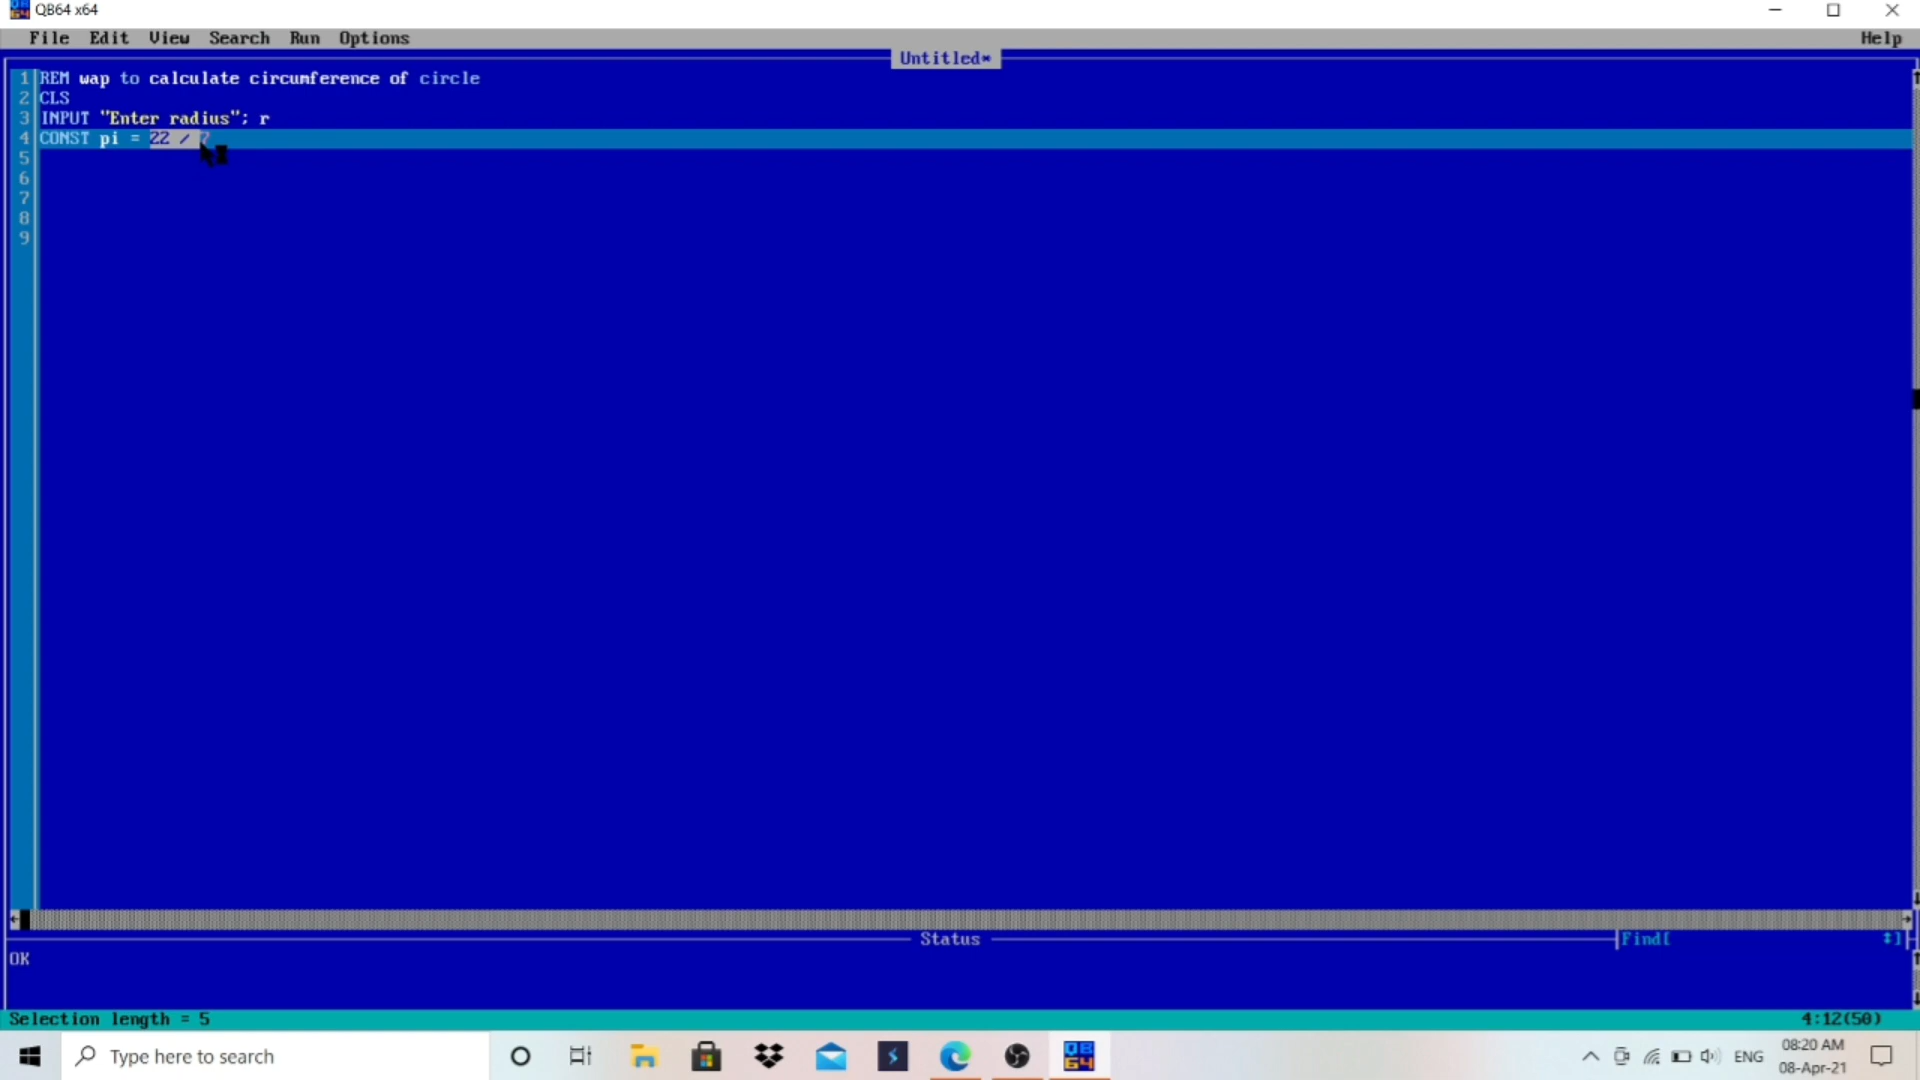 QB64 x64
File Edit View Search Run Options Help
Untitled*
1 REM wap to calculate circumference of circle
2 CLS
3 INPUT "Enter radius"; r
4 CONST pi = 22 / 7
5
6
7
8
9
Status
Find[
OK
Selection length = 5
4:12(50)
Type here to search
ENG
08:20 AM
08-Apr-21